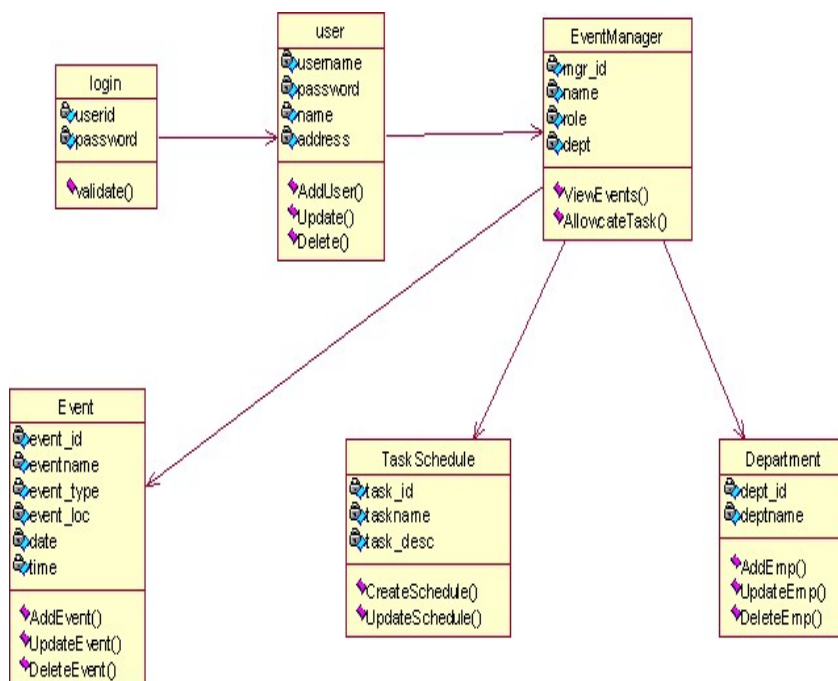 login
userid
password
validate()
user
username
password
name
address
AddUser()
Update()
Delete()
EventManager
mgr_id
name
role
dept
ViewEvents()
AllowcateTask()
Event
event_id
eventname
event_type
event_loc
date
time
AddEvent()
UpdateEvent()
DeleteEvent()
TaskSchedule
task_id
taskname
task_desc
CreateSchedule()
UpdateSchedule()
Department
dept_id
deptname
AddEmp()
UpdateEmp()
DeleteEmp()